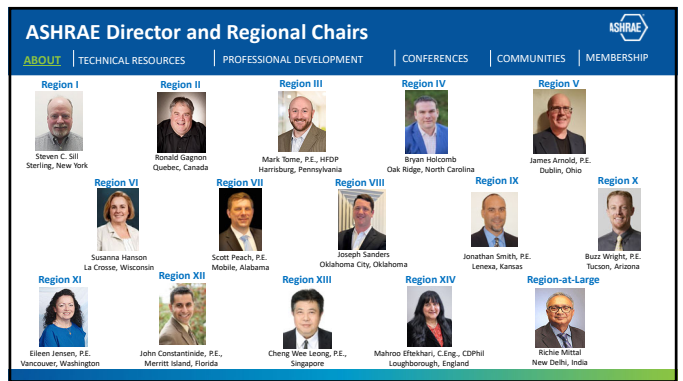 ASHRAE Director and Regional Chairs
ASHRAE
ABOUT TECHNICAL RESOURCES PROFESSIONAL DEVELOPMENT CONFERENCES COMMUNITIES MEMBERSHIP
Region I
Steven C. Sill
Sterling, New York
Region II
Ronald Gagnon
Quebec, Canada
Region III
Mark Tome, P.E., HFDP
Harrisburg, Pennsylvania
Region IV
Bryan Holcomb
Oak Ridge, North Carolina
Region V
James Arnold, P.E.
Dublin, Ohio
Region VI
Susanna Hanson
La Crosse, Wisconsin
Region VII
Scott Peach, P.E.
Mobile, Alabama
Region VIII
Joseph Sanders
Oklahoma City, Oklahoma
Region IX
Jonathan Smith, P.E.
Lenexa, Kansas
Region X
Buzz Wright, P.E.
Tucson, Arizona
Region XI
Eileen Jensen, P.E.
Vancouver, Washington
Region XII
John Constantinide, P.E.,
Merritt Island, Florida
Region XIII
Cheng Wee Leong, P.E.,
Singapore
Region XIV
Mahroo Eftekhari, C.Eng., CDPhil
Loughborough, England
Region-at-Large
Richie Mittal
New Delhi, India